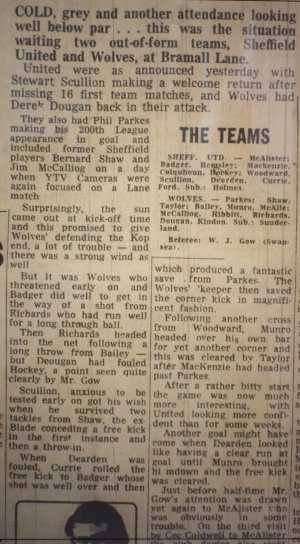 COLD, grey and another attendance looking
well below par . . . this was the situation
waiting two out-of-form teams, Sheffield
United and Wolves, at Bramall Lane.
United were as announced yesterday with
Stewart Scullion making a welcome return after
missing 16 first team matches, and Wolves had
Derek Dougan back in their attack.
They also had Phil Parkes
making his 200th League
appearance in goal and
included former Sheffield
players Bernard Shaw and
Jim McCalliog on a day
when YTV Cameras were
again focused on a Lane
match
Surprisingly, the sun
came out at kick-off time
and this promised to give
Wolves' defending the Kop
end, a lot of trouble — and
there was a strong wind as
well
But it was Wolves who
threatened early on and
Badger did well to get in
the way of a shot from
Richards who had run well
for a long through ball.
Then Richards headed
into the net following a
long throw from Bailey —
but Deougan had fouled
Hockey, a point seen quite
clearly by Mr. Gow
Scullion, anxious to be
tested early on got his wish
when he survived two
tackles from Shaw, the ex
Blade conceding a free kick
in the first instance and
then a throw-in.
When Dearden was
fouled, Currie rolled the
free kick to Badger whose
shot was well over and then
THE TEAMS
SHEFF. UTD. — McAlister:
Badger, Hemsley; Mackenzie,
Colquhoun, Hockey; Woodward,
Scullion, Deerden, Currie,
Ford. Sub.: Holmes.
WOLVES. — Parkes, Shaw,
Taylor; Bailey, Munro, McAlle;
McCalliog, Hibbitt, Richards,
Dougan, Kindon. Sub.: Sunder-
land.
Referee: W. J. Gow (Swan-
sea).
which produced a fantastic
save from Parkes. The
Wolves' keeper then saved
the corner kick in magnifi-
cent fashion.
Following another cross
from Woodward, Munro
headed over his own bar
for yet another corner and
this was cleared by Taylor
after MacKenzie had headed
past Parkes
After a rather bitty start
the game was now much
more interesting, with
United looking more confi-
dent than for some weeks.
Another goal might have
come when Dearden looked
like having a clear run at
goal until Munro brought
hi mdown and the free kick
was cleared.
Just before half-time Mr.
Gow's attention was drawn
yet again to McAlister who
was obviously in some
trouble. On the third visit
by Cec Coldwell to McAlister